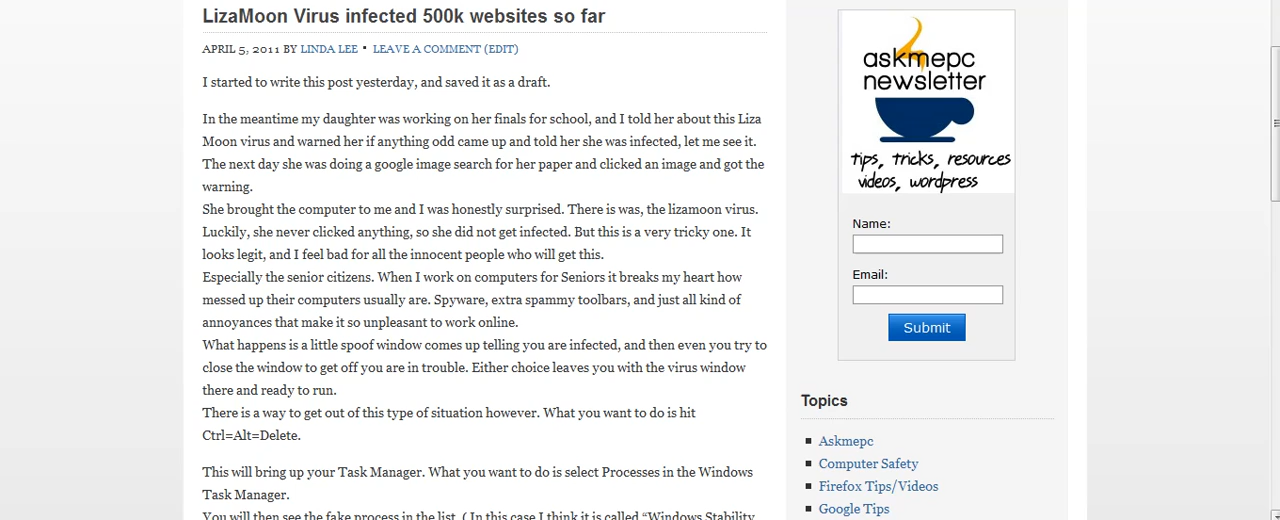 LizaMoon Virus infected 500k websites so far
APRIL 5, 2011 BY LINDA LEE ▪ LEAVE A COMMENT (EDIT)
I started to write this post yesterday, and saved it as a draft.
In the meantime my daughter was working on her finals for school, and I told her about this Liza
Moon virus and warned her if anything odd came up and told her she was infected, let me see it.
The next day she was doing a google image search for her paper and clicked an image and got the
warning.
She brought the computer to me and I was honestly surprised. There is was, the lizamoon virus.
Luckily, she never clicked anything, so she did not get infected. But this is a very tricky one. It
looks legit, and I feel bad for all the innocent people who will get this.
Especially the senior citizens. When I work on computers for Seniors it breaks my heart how
messed up their computers usually are. Spyware, extra spammy toolbars, and just all kind of
annoyances that make it so unpleasant to work online.
What happens is a little spoof window comes up telling you are infected, and then even you try to
close the window to get off you are in trouble. Either choice leaves you with the virus window
there and ready to run.
There is a way to get out of this type of situation however. What you want to do is hit
Ctrl=Alt=Delete.
This will bring up your Task Manager. What you want to do is select Processes in the Windows
Task Manager.
You will then see the fake process in the list. ( In this case I think it is called “Windows Stability
askmepc
newsletter
tips, tricks, resources
videos, wordpress
Name:
Email:
Submit
Topics
Askmepc
Computer Safety
Firefox Tips/Videos
Google Tips